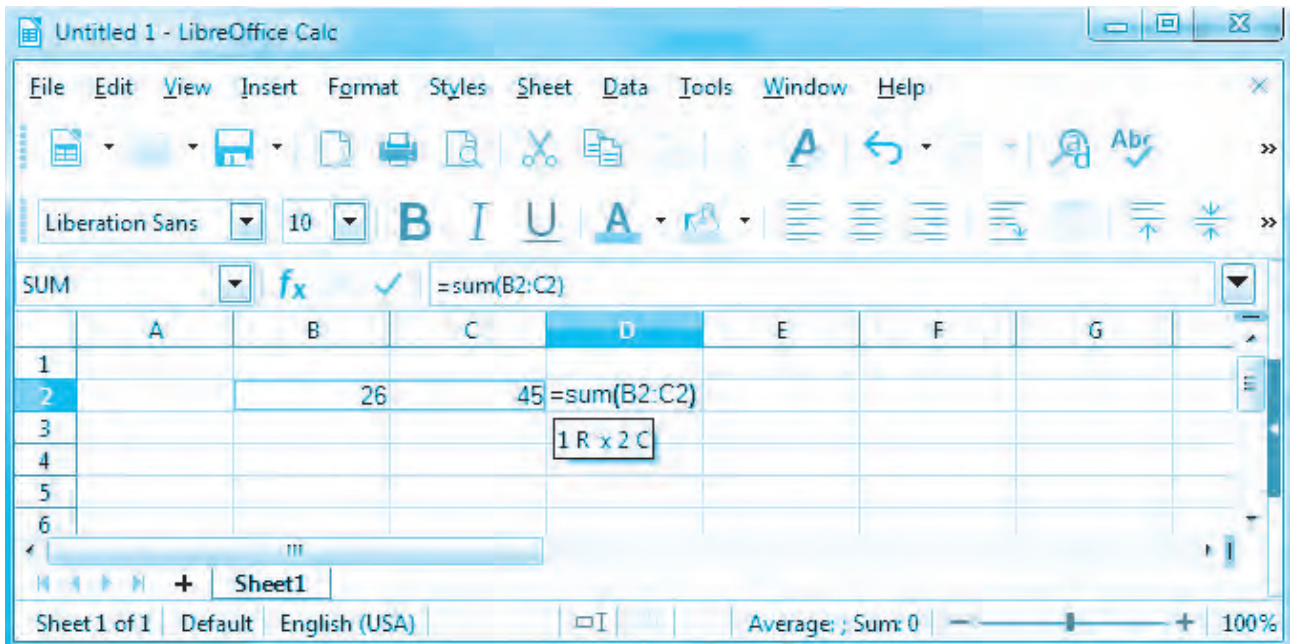 Untitled 1 - LibreOffice Calc
File Edit View Insert Format Styles Sheet Data Tools Window Help
A Abc »
Liberation Sans 10 B I U A »
SUM fx =sum(B2:C2)
A B C D E F G
1
2 26 45 =sum(B2:C2)
3 1 R x 2 C
4
5
6
+ Sheet1
Sheet 1 of 1 Default English (USA) Average: ; Sum: 0 100%